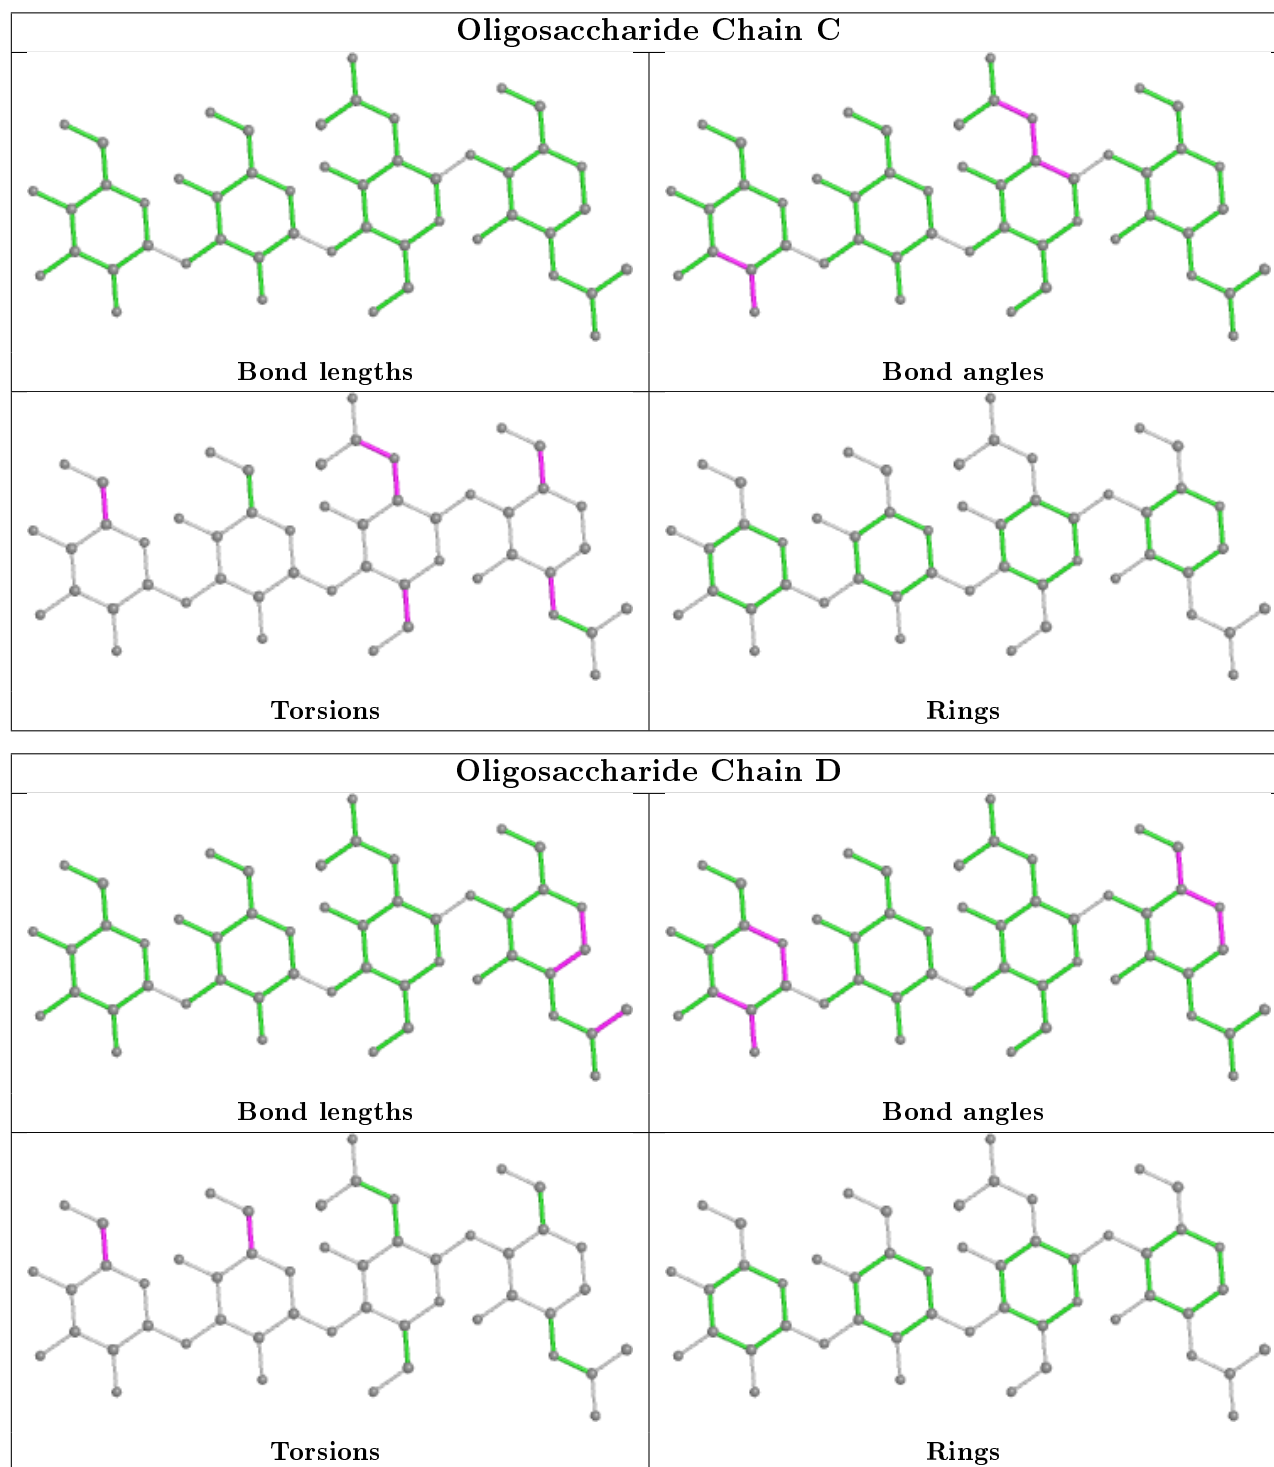 Oligosaccharide Chain C
Bond lengths
Bond angles
Torsions
Rings
Oligosaccharide Chain D
Bond lengths
Bond angles
Torsions
Rings